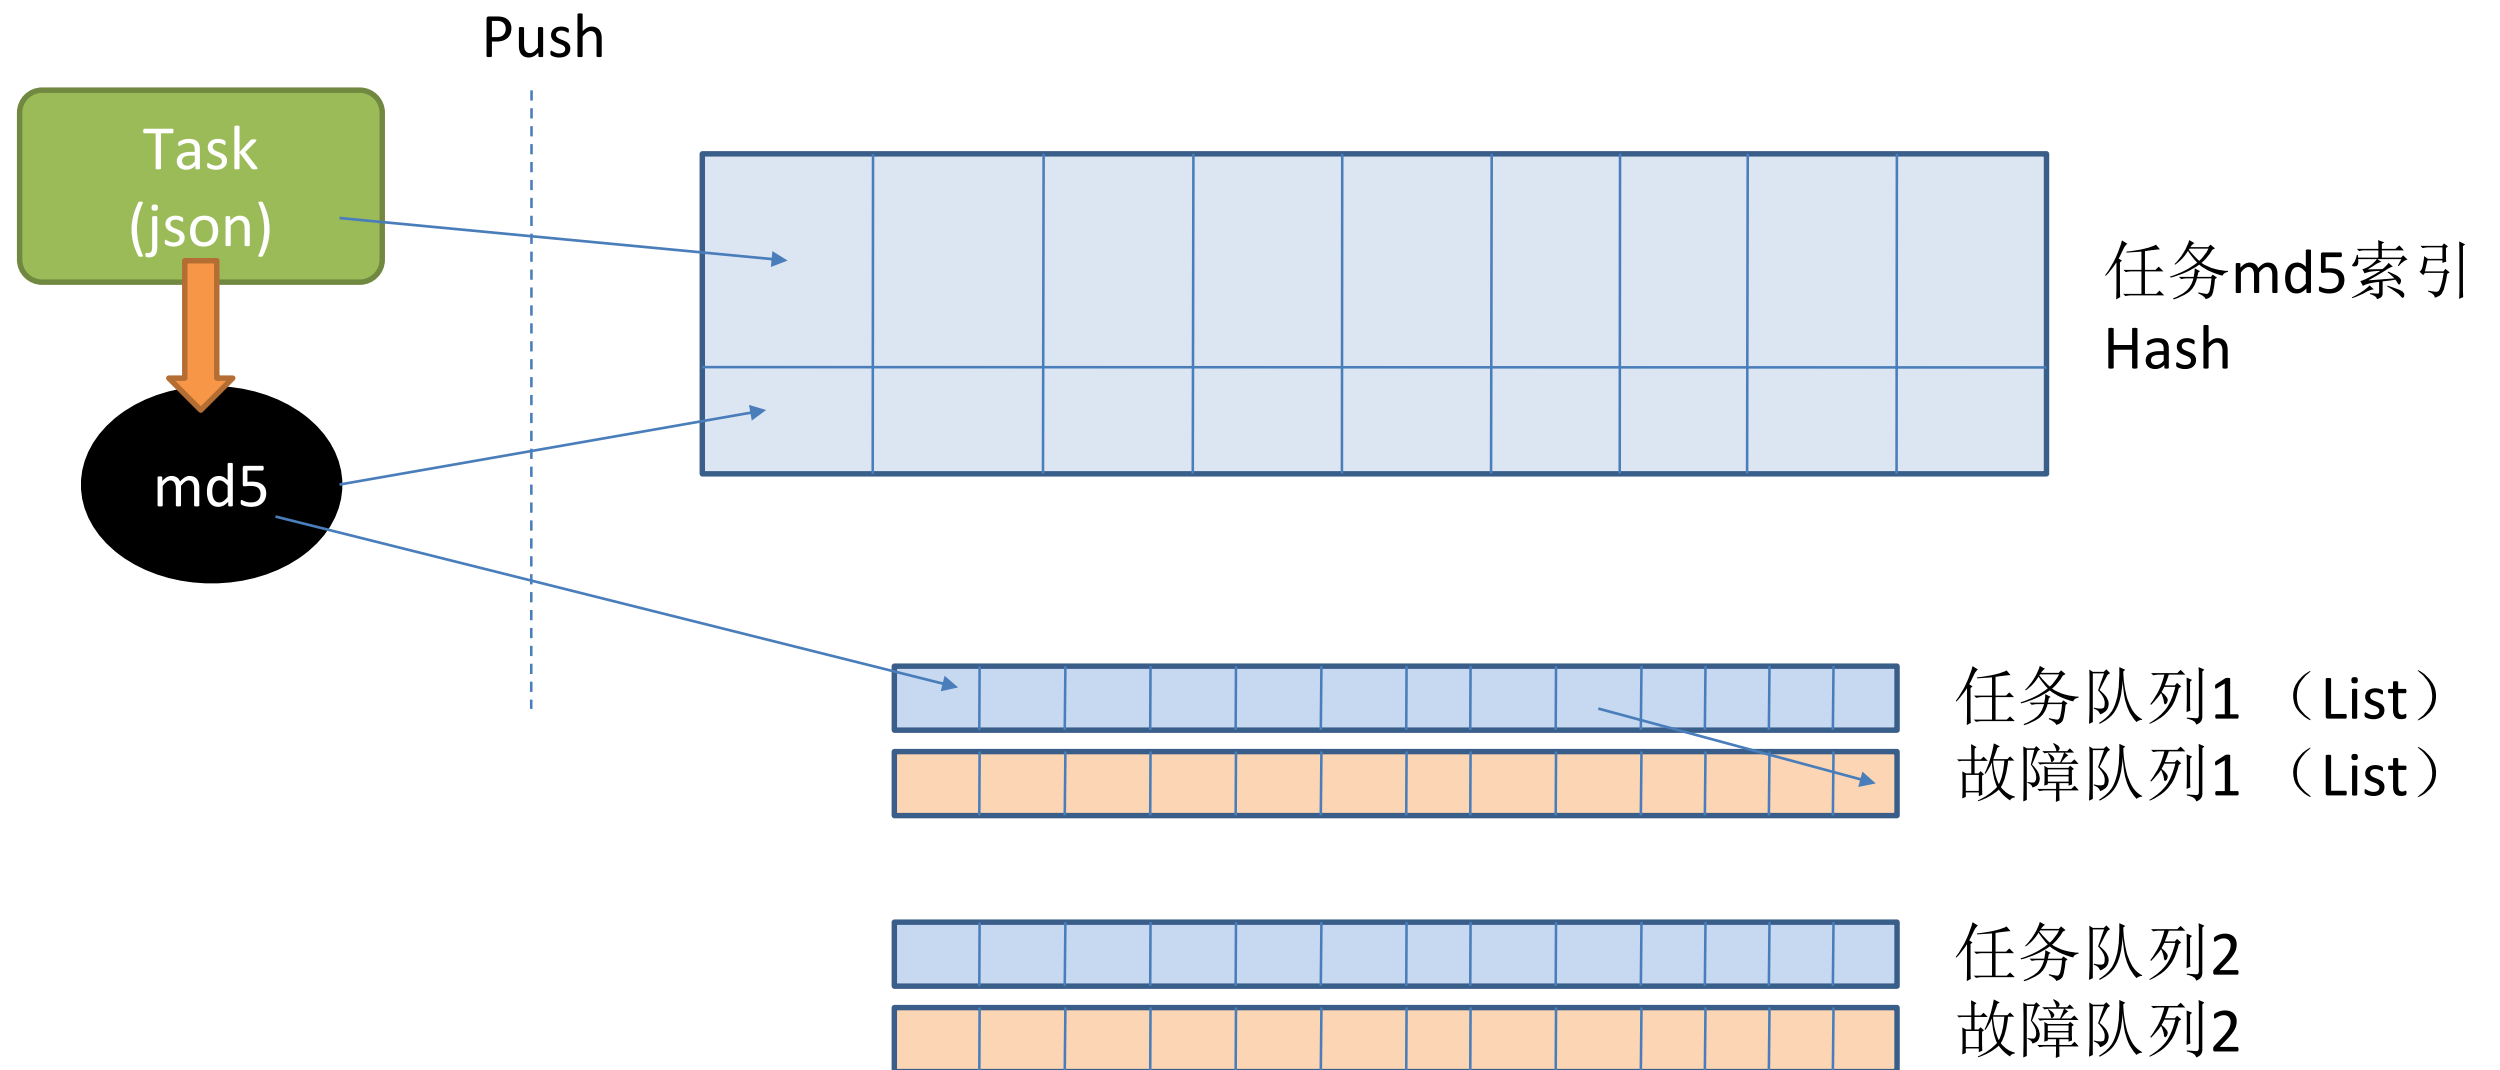 Push
Task
(json)
md5
任务md5索引
Hash
任务队列1 （List）
故障队列1（List）
任务队列2
故障队列2